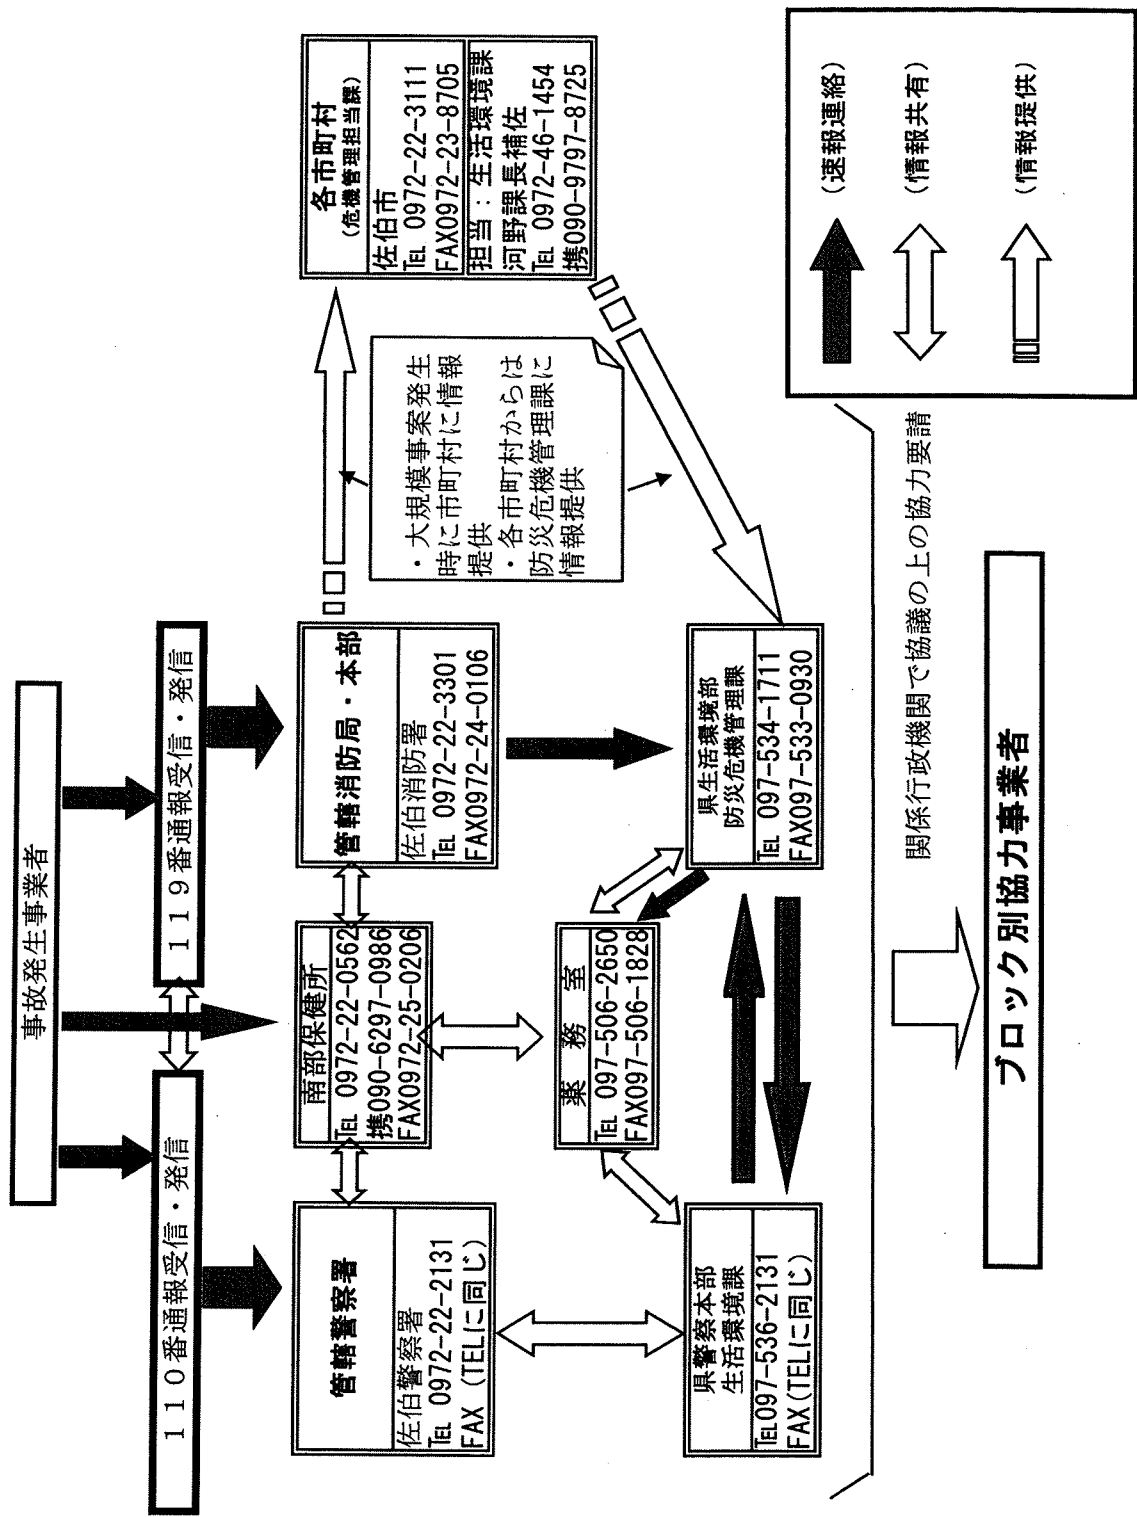 事故発生事業者
１１０番通報受信・発信
１１９番通報受信・発信
管轄警察署
佐伯警察署
TEL 0972-22-2131
FAX（TELに同じ）
南部保健所
TEL 0972-22-0562
携090-6297-0986
FAX0972-25-0206
管轄消防局・本部
佐伯消防署
TEL 0972-22-3301
FAX0972-24-0106
各市町村
（危機管理担当課）
佐伯市
TEL 0972-22-3111
FAX0972-23-8705
担当：生活環境課
河野課長補佐
TEL 0972-46-1454
携090-9797-8725
・大規模事案発生
時に市町村に情報
提供
・各市町村からは
防災危機管理課に
情報提供
薬務室
TEL 097-506-2650
FAX097-506-1828
県警察本部
生活環境課
TEL097-536-2131
FAX(TELに同じ)
県生活環境部
防災危機管理課
TEL 097-534-1711
FAX097-533-0930
（速報連絡）
（情報共有）
（情報提供）
関係行政機関で協議の上の協力要請
ブロック別協力事業者